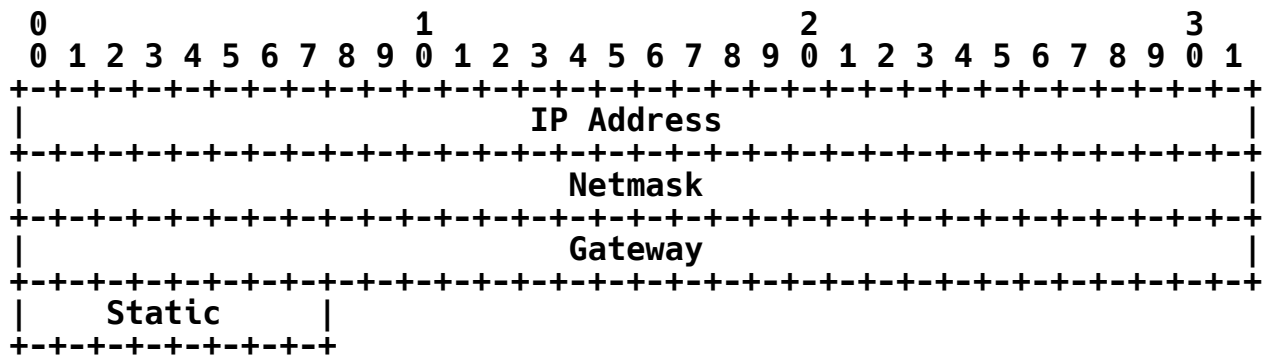 0                   1                   2                   3
 0 1 2 3 4 5 6 7 8 9 0 1 2 3 4 5 6 7 8 9 0 1 2 3 4 5 6 7 8 9 0 1
+-+-+-+-+-+-+-+-+-+-+-+-+-+-+-+-+-+-+-+-+-+-+-+-+-+-+-+-+-+-+-+-+
|                          IP Address                           |
+-+-+-+-+-+-+-+-+-+-+-+-+-+-+-+-+-+-+-+-+-+-+-+-+-+-+-+-+-+-+-+-+
|                            Netmask                            |
+-+-+-+-+-+-+-+-+-+-+-+-+-+-+-+-+-+-+-+-+-+-+-+-+-+-+-+-+-+-+-+-+
|                            Gateway                            |
+-+-+-+-+-+-+-+-+-+-+-+-+-+-+-+-+-+-+-+-+-+-+-+-+-+-+-+-+-+-+-+-+
|    Static     |
+-+-+-+-+-+-+-+-+